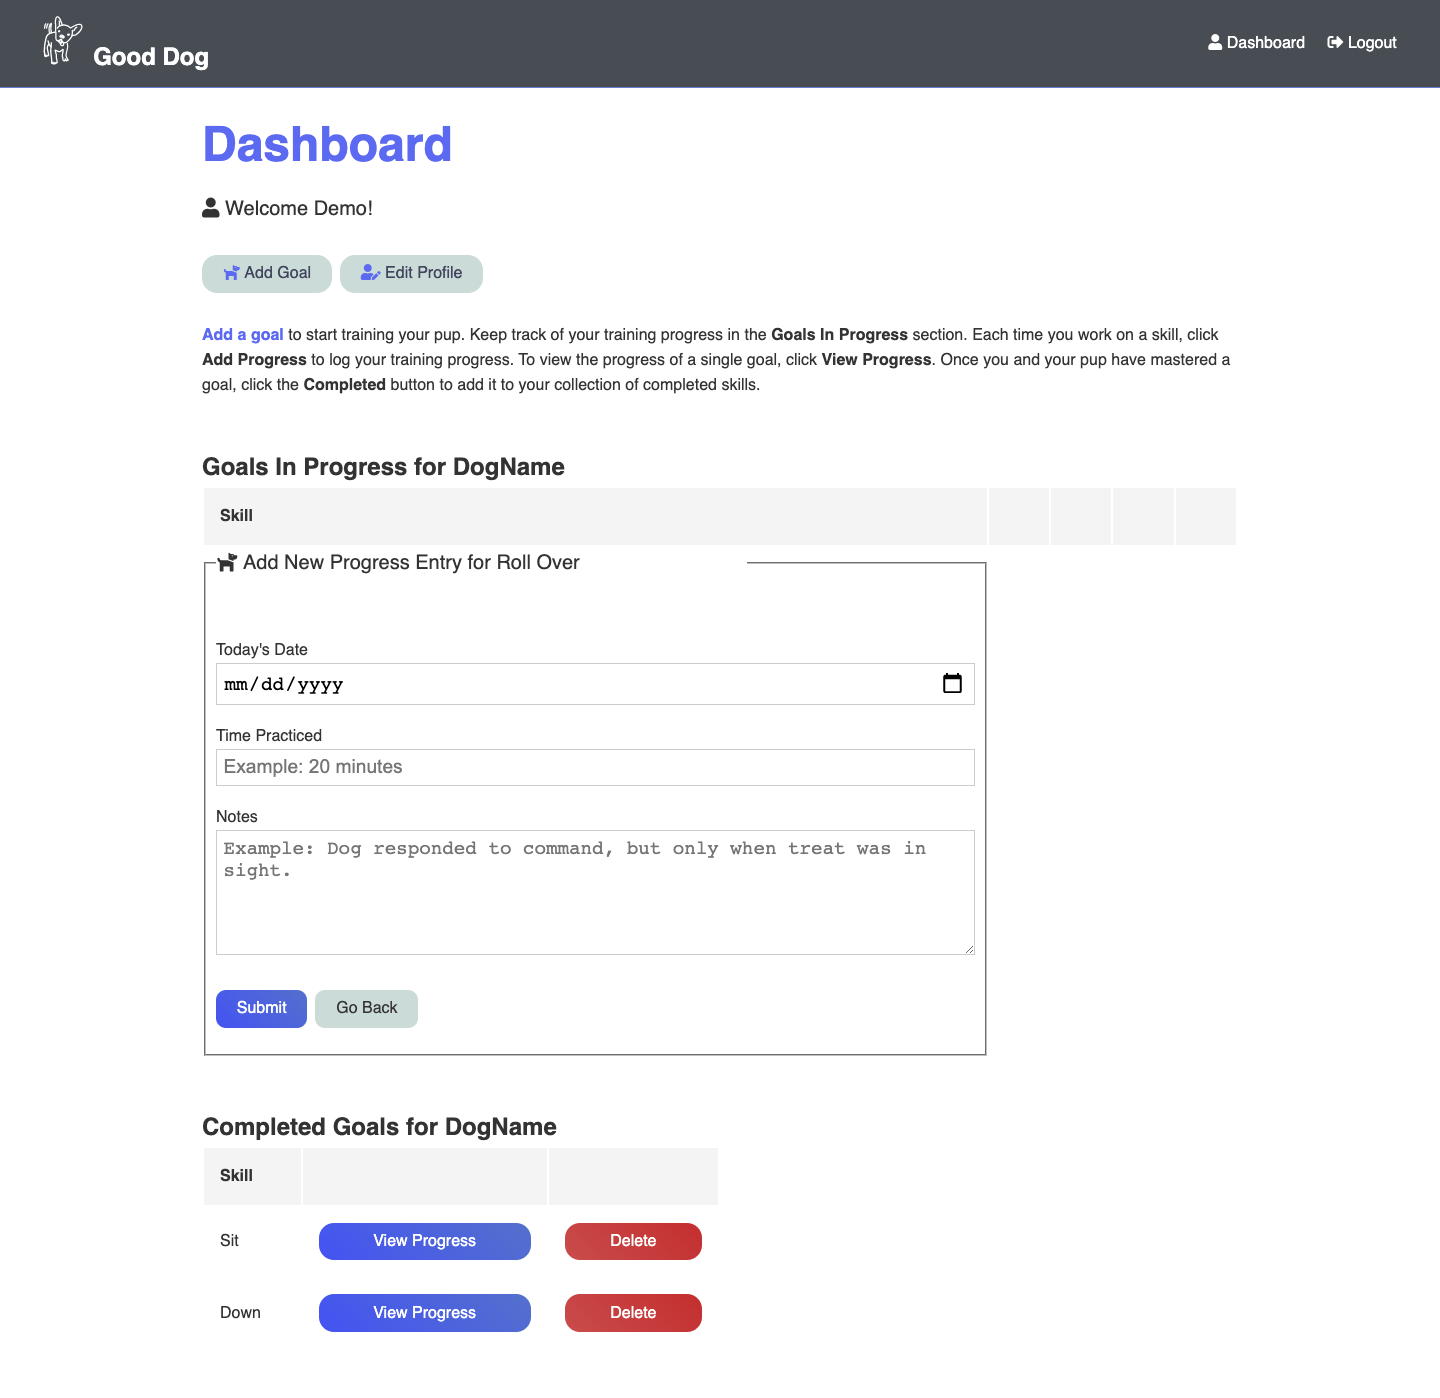 Good Dog
Dashboard
Logout
Dashboard
Welcome Demo!
Add Goal
Edit Profile
Add a goal to start training your pup. Keep track of your training progress in the Goals In Progress section. Each time you work on a skill, click
Add Progress to log your training progress. To view the progress of a single goal, click View Progress. Once you and your pup have mastered a
goal, click the Completed button to add it to your collection of completed skills.
Goals In Progress for DogName
Skill
Add New Progress Entry for Roll Over
Today's Date
mm/dd/yyyy
Time Practiced
Example: 20 minutes
Notes
Example: Dog responded to command, but only when treat was in
sight.
Submit
Go Back
Completed Goals for DogName
Skill
Sit
View Progress
Delete
Down
View Progress
Delete